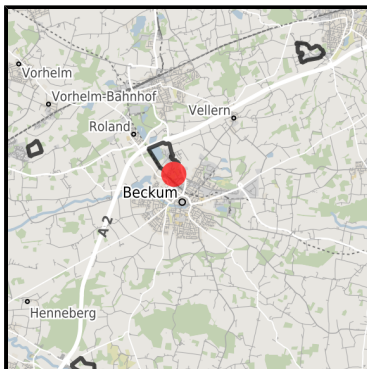 Vorhelm
Vorhelm-Bahnhof
Vellern
Roland
Beckum
A 2
Henneberg